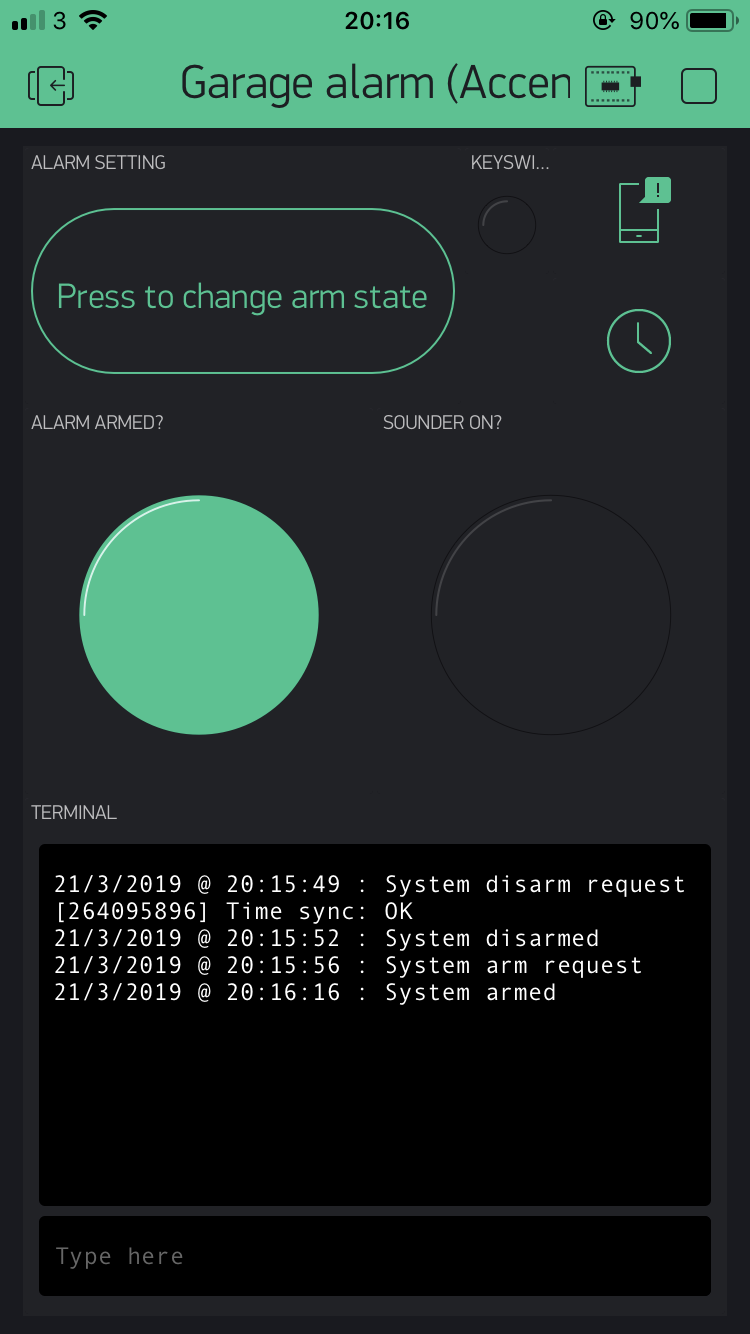 3 20:16 90%
Garage alarm (Accen
ALARM SETTING KEYSWI...
Press to change arm state
ALARM ARMED? SOUNDER ON?
TERMINAL
21/3/2019 @ 20:15:49 : System disarm request
[264095896] Time sync: OK
21/3/2019 @ 20:15:52 : System disarmed
21/3/2019 @ 20:15:56 : System arm request
21/3/2019 @ 20:16:16 : System armed
Type here